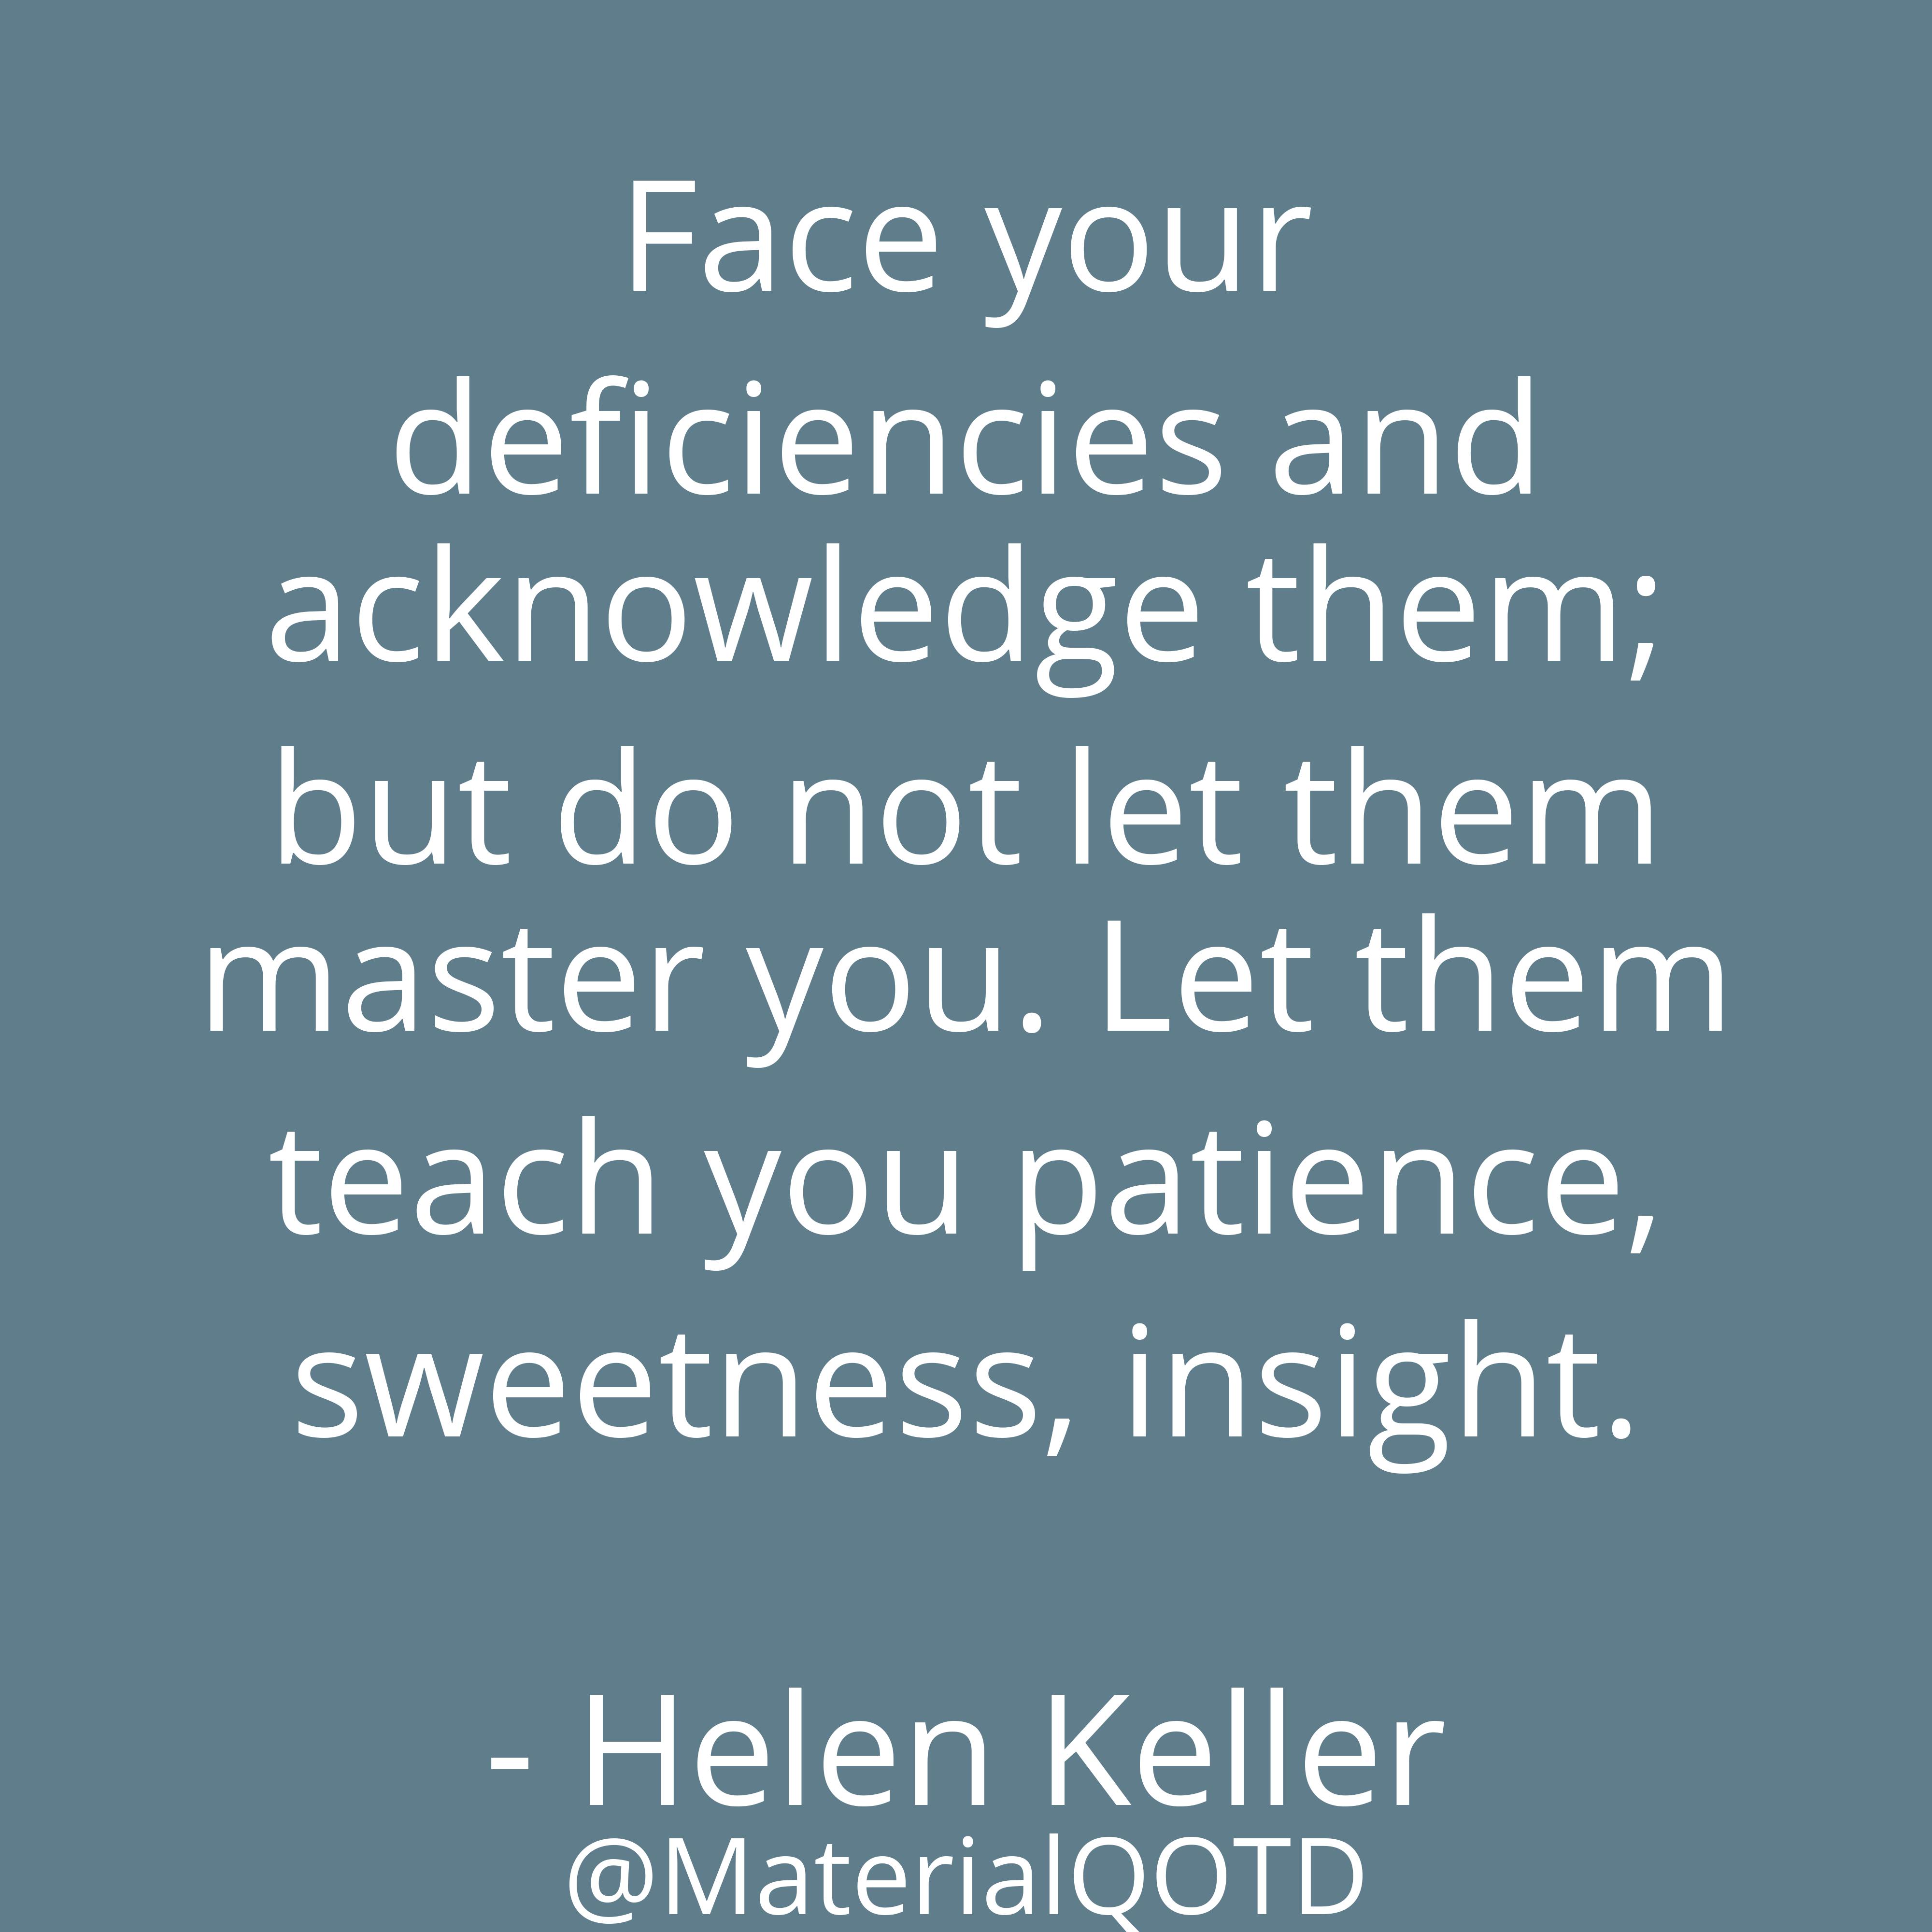 Face your
deficiencies and
acknowledge them;
but do not let them
master you. Let them
teach you patience,
sweetness, insight.
- Helen Keller
@MaterialQOTD